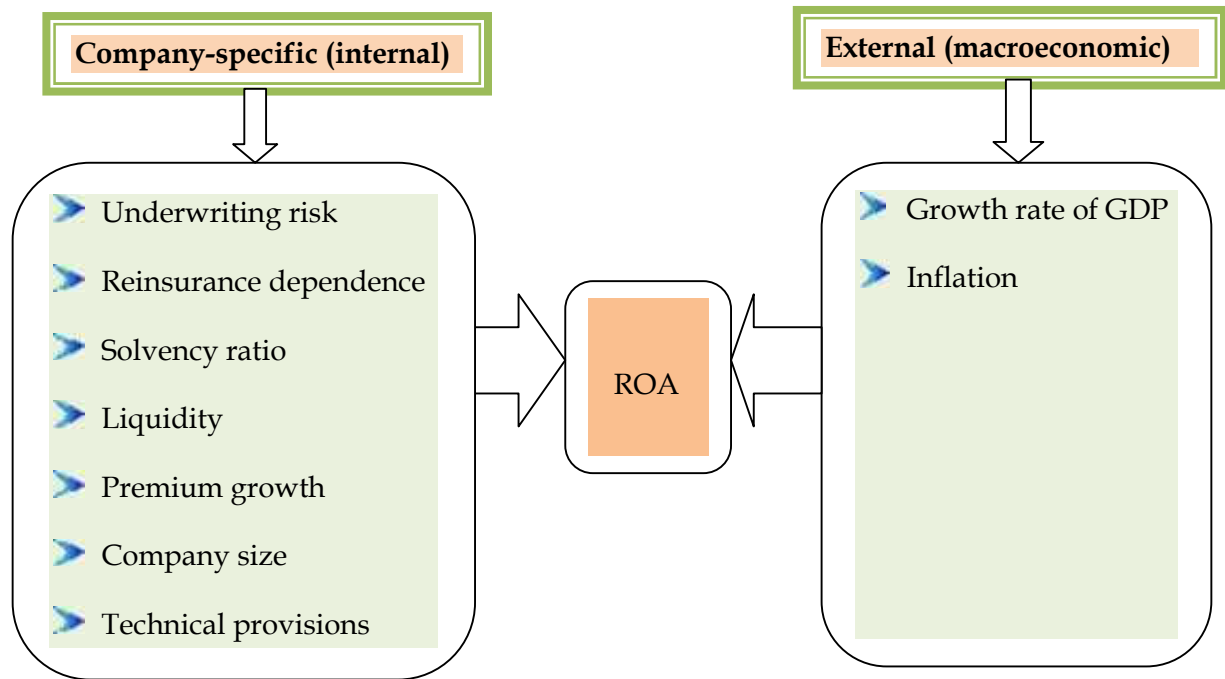 Company-specific (internal)
External (macroeconomic)
Underwriting risk
Reinsurance dependence
Solvency ratio
Liquidity
Premium growth
Company size
Technical provisions
ROA
Growth rate of GDP
Inflation